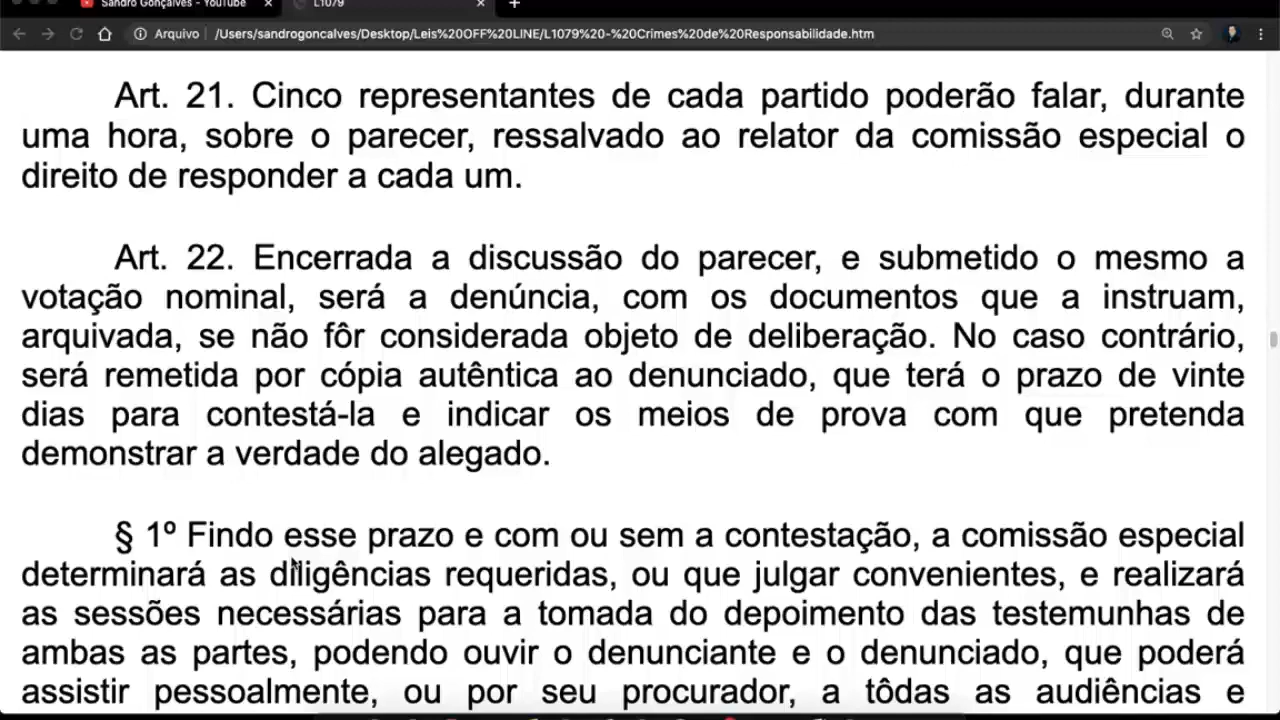 Sandro Gonçalves - YouTube × L1079 × +
Arquivo | /Users/sandrogoncalves/Desktop/Leis%20OFF%20LINE/L1079%20-%20Crimes%20de%20Responsabilidade.htm
Art. 21. Cinco representantes de cada partido poderão falar, durante
uma hora, sobre o parecer, ressalvado ao relator da comissão especial o
direito de responder a cada um.
Art. 22. Encerrada a discussão do parecer, e submetido o mesmo a
votação nominal, será a denúncia, com os documentos que a instruam,
arquivada, se não fôr considerada objeto de deliberação. No caso contrário,
será remetida por cópia autêntica ao denunciado, que terá o prazo de vinte
dias para contestá-la e indicar os meios de prova com que pretenda
demonstrar a verdade do alegado.
§ 1º Findo esse prazo e com ou sem a contestação, a comissão especial
determinará as diligências requeridas, ou que julgar convenientes, e realizará
as sessões necessárias para a tomada do depoimento das testemunhas de
ambas as partes, podendo ouvir o denunciante e o denunciado, que poderá
assistir pessoalmente, ou por seu procurador, a tôdas as audiências e